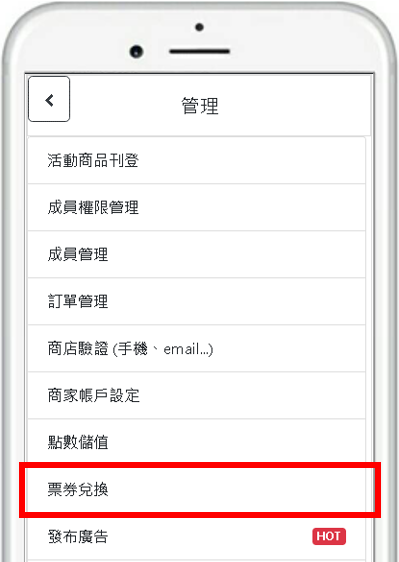 管理
活動商品刊登
成員權限管理
成員管理
訂單管理
商店驗證 (手機、email...)
商家帳戶設定
點數儲值
票券兌換
發布廣告 HOT